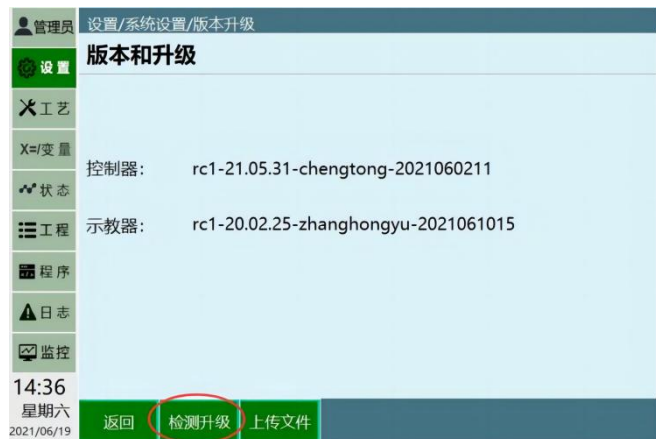 管理员
设置/系统设置/版本升级
版本和升级
设置
工艺
X=/变量
控制器： rc1-21.05.31-chengtong-2021060211
状态
示教器： rc1-20.02.25-zhanghongyu-2021061015
工程
程序
日志
监控
14:36
星期六
2021/06/19
返回 检测升级 上传文件